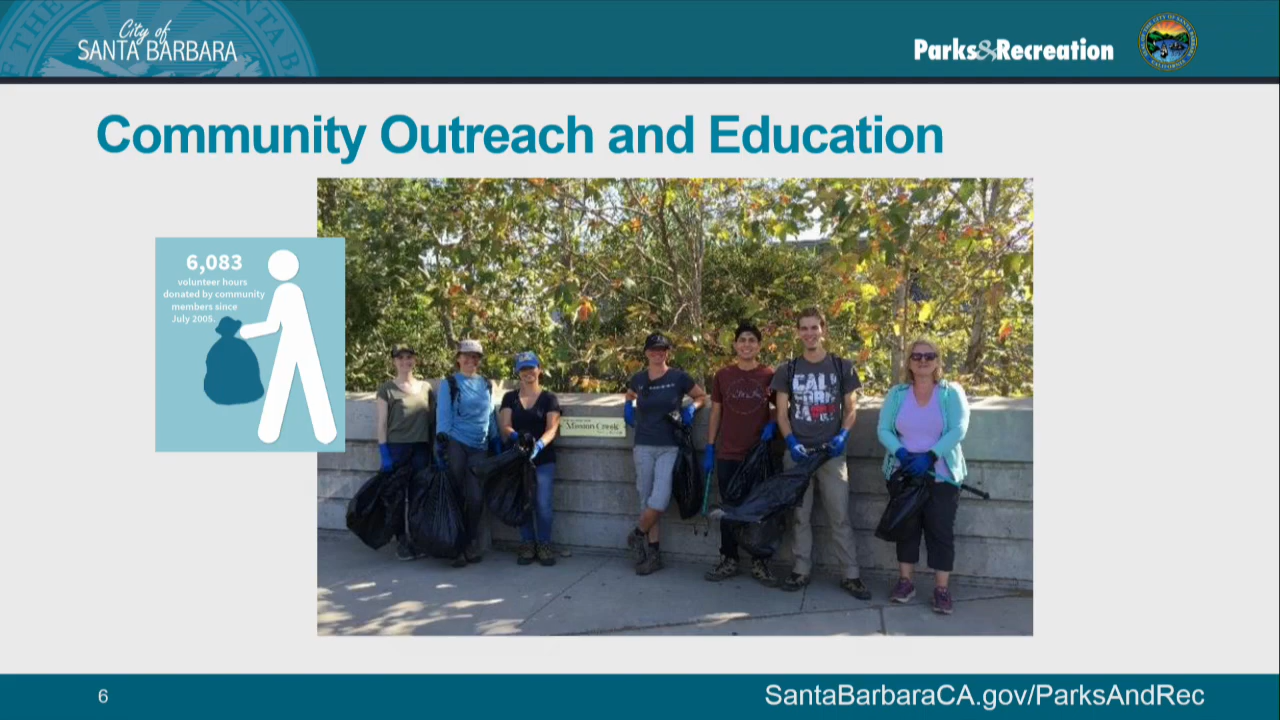 City of
SANTA BARBARA
Parks&Recreation
Community Outreach and Education
6,083
volunteer hours
donated by community
members since
July 2005.
Mission Creek
6
SantaBarbaraCA.gov/ParksAndRec